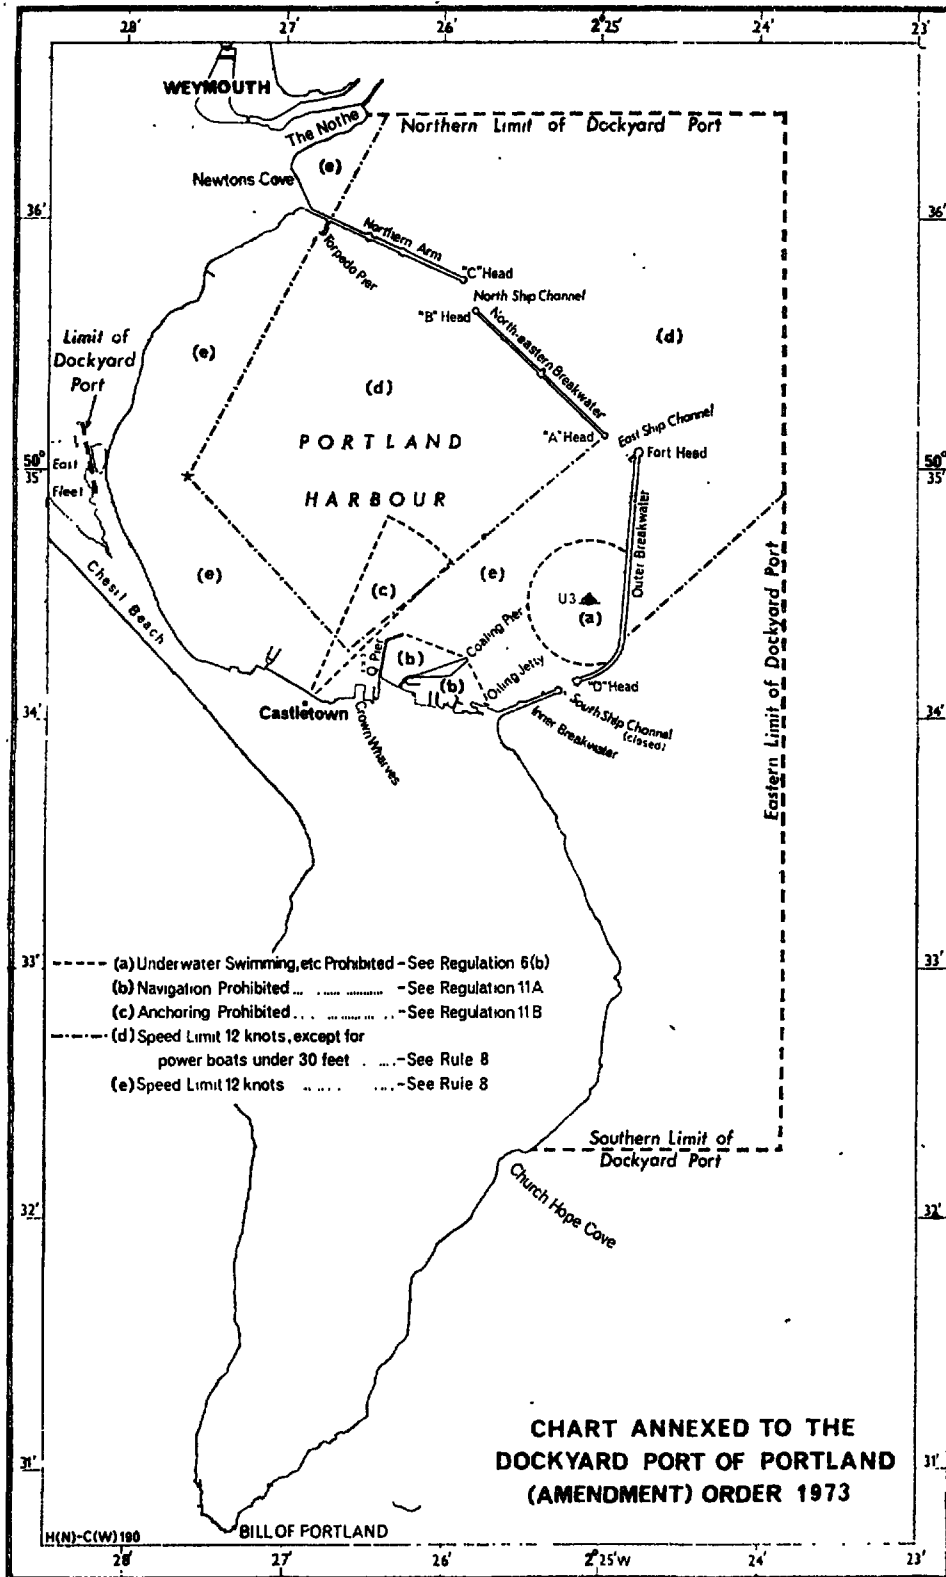 28'
27'
26'
2°25'
24'
23'
WEYMOUTH
The Nothe
Northern Limit of Dockyard Port
(e)
Newtons Cove
36'
36'
Northern Arm
Torpedo Pier
"C" Head
North Ship Channel
"B" Head
North-eastern Breakwater
(d)
Limit of
Dockyard
Port
(e)
(d)
"A" Head
East Ship Channel
PORTLAND
Fort Head
50°
35'
50°
35'
East
Fleet
HARBOUR
Outer Breakwater
Eastern Limit of Dockyard Port
Chesil Beach
(e)
(c)
(e)
U3
(a)
Q Pier
(b)
Coaling Pier
(b)
Oiling Jetty
"D" Head
34'
34'
Castletown
Crown Wharves
Inner Breakwater
South Ship Channel
(closed)
33'
33'
(a) Underwater Swimming, etc Prohibited - See Regulation 6(b)
(b) Navigation Prohibited ... ... ... - See Regulation 11A
(c) Anchoring Prohibited ... ... ... - See Regulation 11B
(d) Speed Limit 12 knots, except for
power boats under 30 feet . ... - See Rule 8
(e) Speed Limit 12 knots ... ... - See Rule 8
Southern Limit of
Dockyard Port
Church Hope Cove
32'
32'
31'
31'
CHART ANNEXED TO THE
DOCKYARD PORT OF PORTLAND
(AMENDMENT) ORDER 1973
BILL OF PORTLAND
H(N)-C(W)190
28'
27'
26'
2°25'W
24'
23'